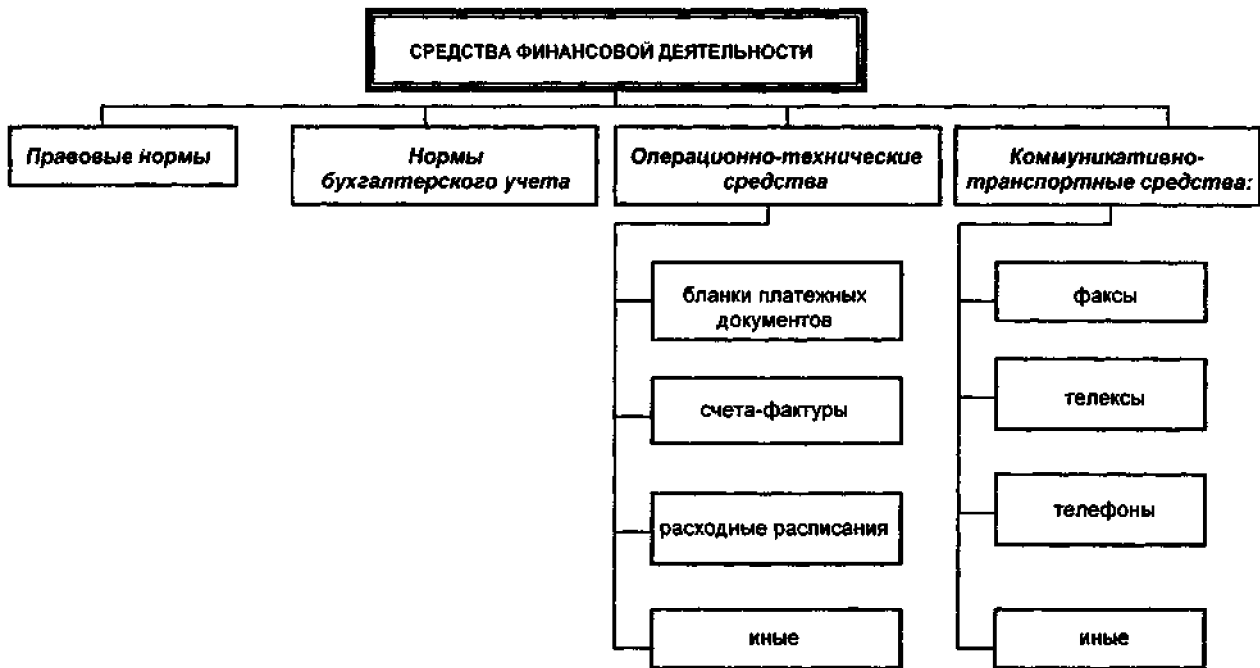 СРЕДСТВА ФИНАНСОВОЙ ДЕЯТЕЛЬНОСТИ
Правовые нормы
Нормы
бухгалтерского учета
Операционно-технические
средства
Коммуникативно-
транспортные средства:
бланки платежных
документов
счета-фактуры
расходные расписания
иные
факсы
телексы
телефоны
иные